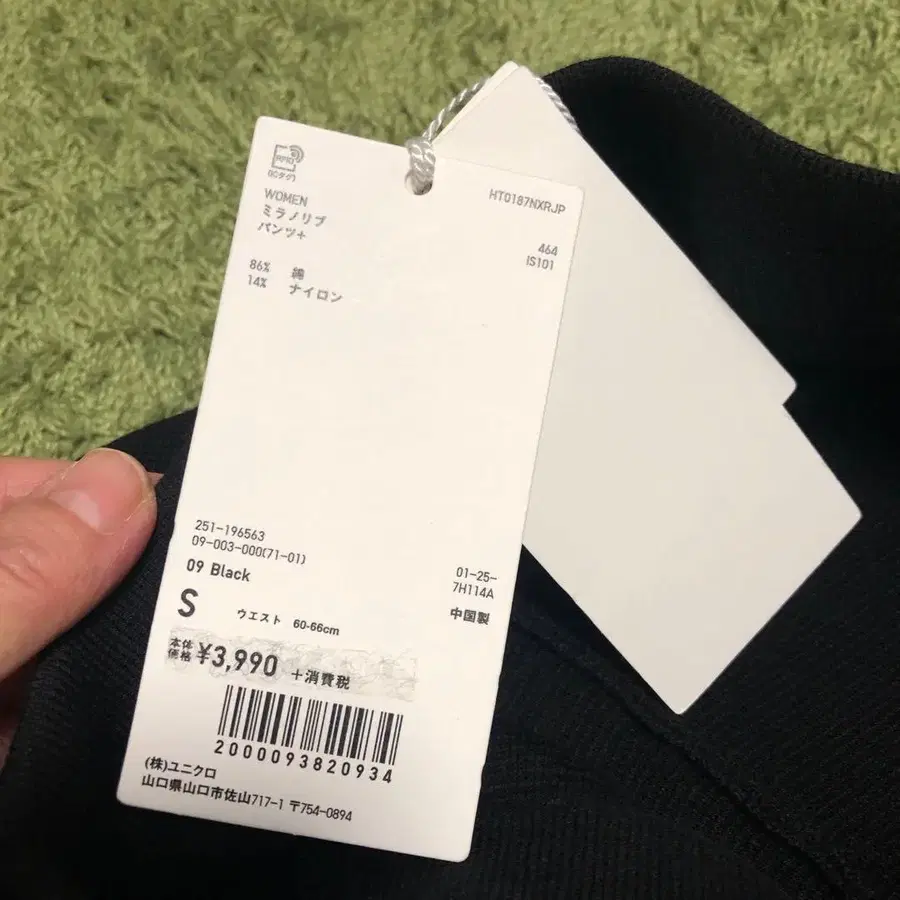 RFID
(ICタグ)
WOMEN
ミラノリブ
パンツ+
HT0187NXRJP
464
IS101
86% 綿
14% ナイロン
251-196563
09-003-000(71-01)
09 Black
01-25-
7H114A
S ウエスト 60-66cm
中国製
本体
価格 ¥3,990 +消費税
2000093820934
(株)ユニクロ
山口県山口市佐山717-1 〒754-0894